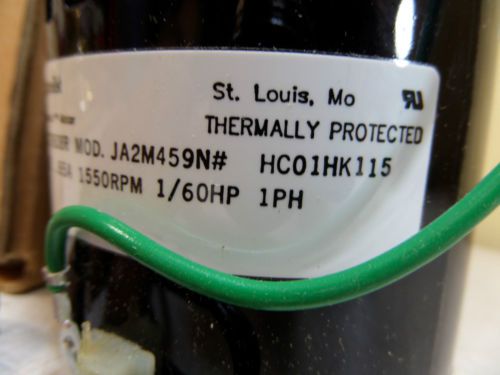 St. Louis, Mo
THERMALLY PROTECTED
MOD. JA2M459N# HC01HK115
1550RPM 1/60HP 1PH